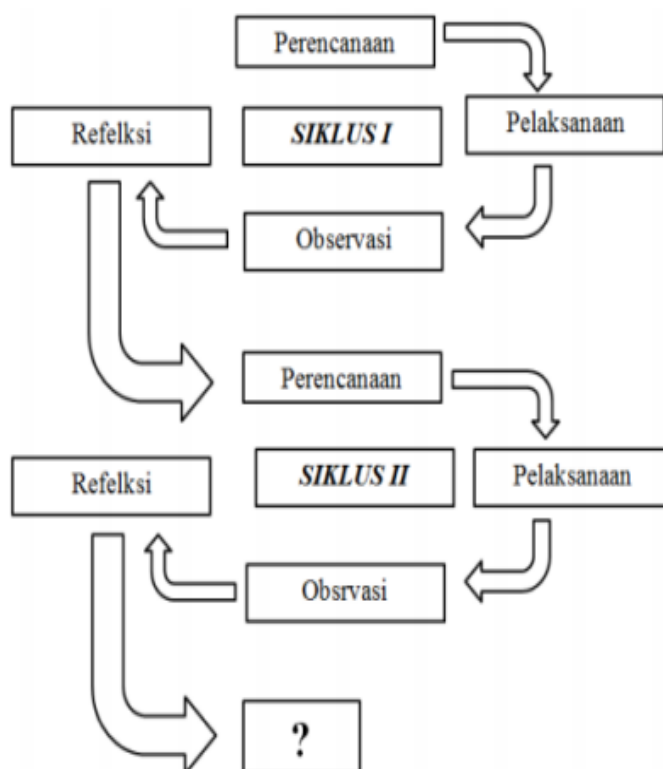 Perencanaan
Refelksi
SIKLUS I
Pelaksanaan
Observasi
Perencanaan
Refelksi
SIKLUS II
Pelaksanaan
Obsrvasi
?